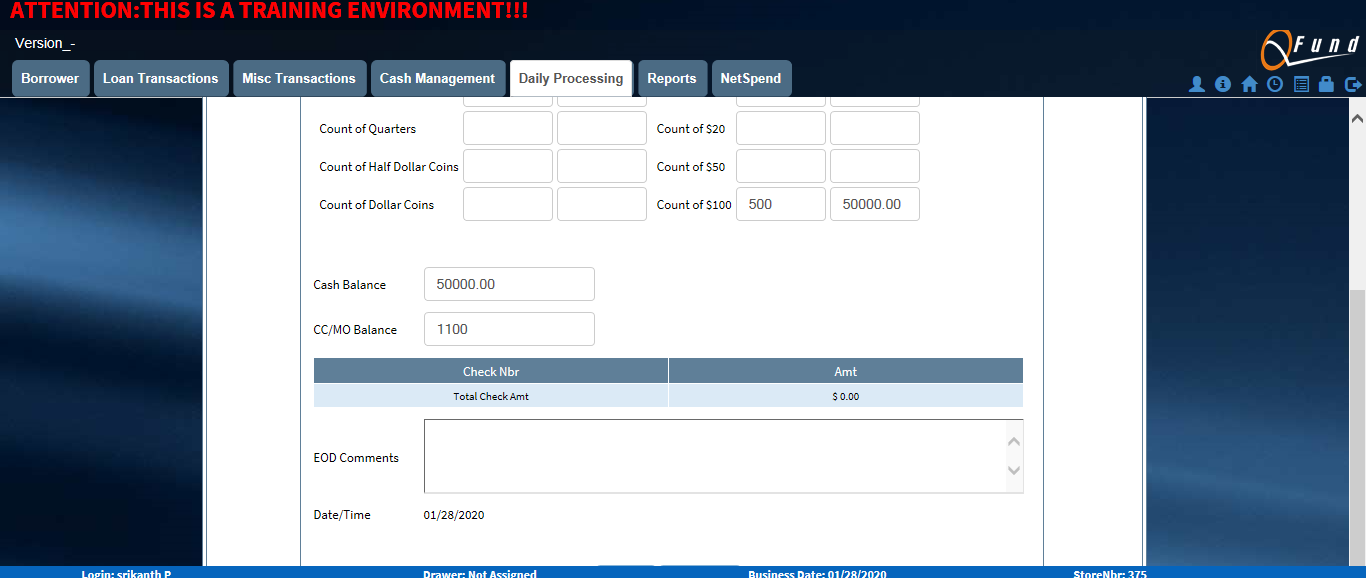 ATTENTION:THIS IS A TRAINING ENVIRONMENT!!!
Version_-
QFund
Borrower Loan Transactions Misc Transactions Cash Management Daily Processing Reports NetSpend
Count of Quarters Count of $20
Count of Half Dollar Coins Count of $50
Count of Dollar Coins Count of $100 500 50000.00
Cash Balance 50000.00
CC/MO Balance 1100
Check Nbr Amt
Total Check Amt $ 0.00
EOD Comments
Date/Time 01/28/2020
Login: srikanth P Drawer: Not Assigned Business Date: 01/28/2020 StoreNbr: 375